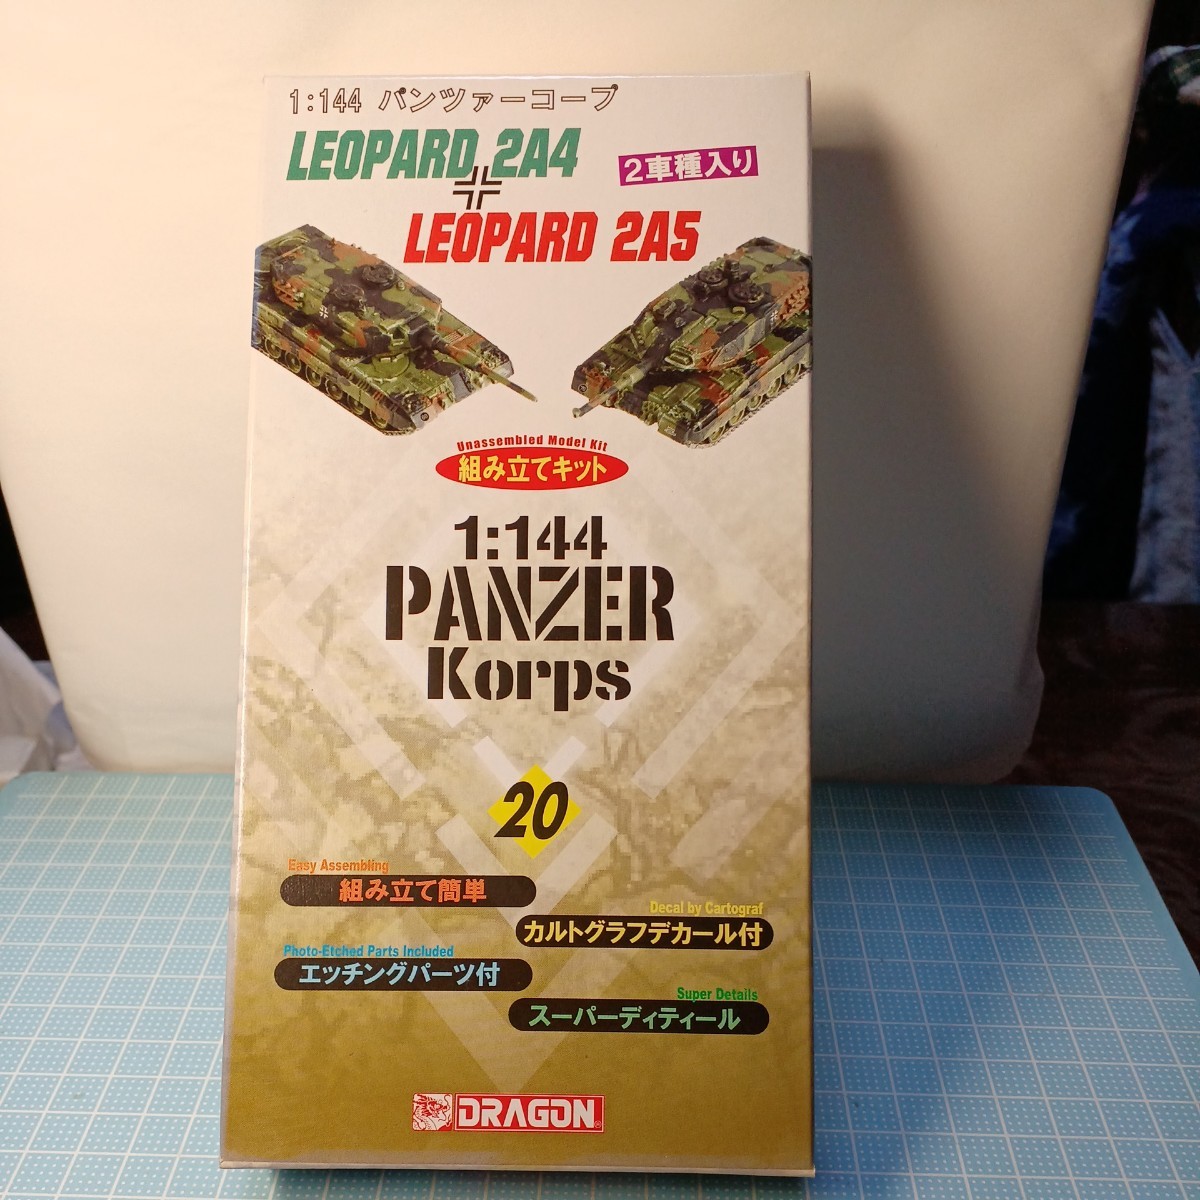 1:144 パンツァーコープ
LEOPARD 2A4
2車種入り
LEOPARD 2A5
Unassembled Model Kit
組み立てキット
1:144
PANZER
Korps
20
Easy Assembling
組み立て簡単
Decal by Cartograf
カルトグラフデカール付
Photo-Etched Parts Included
エッチングパーツ付
Super Details
スーパーディティール
DRAGON®